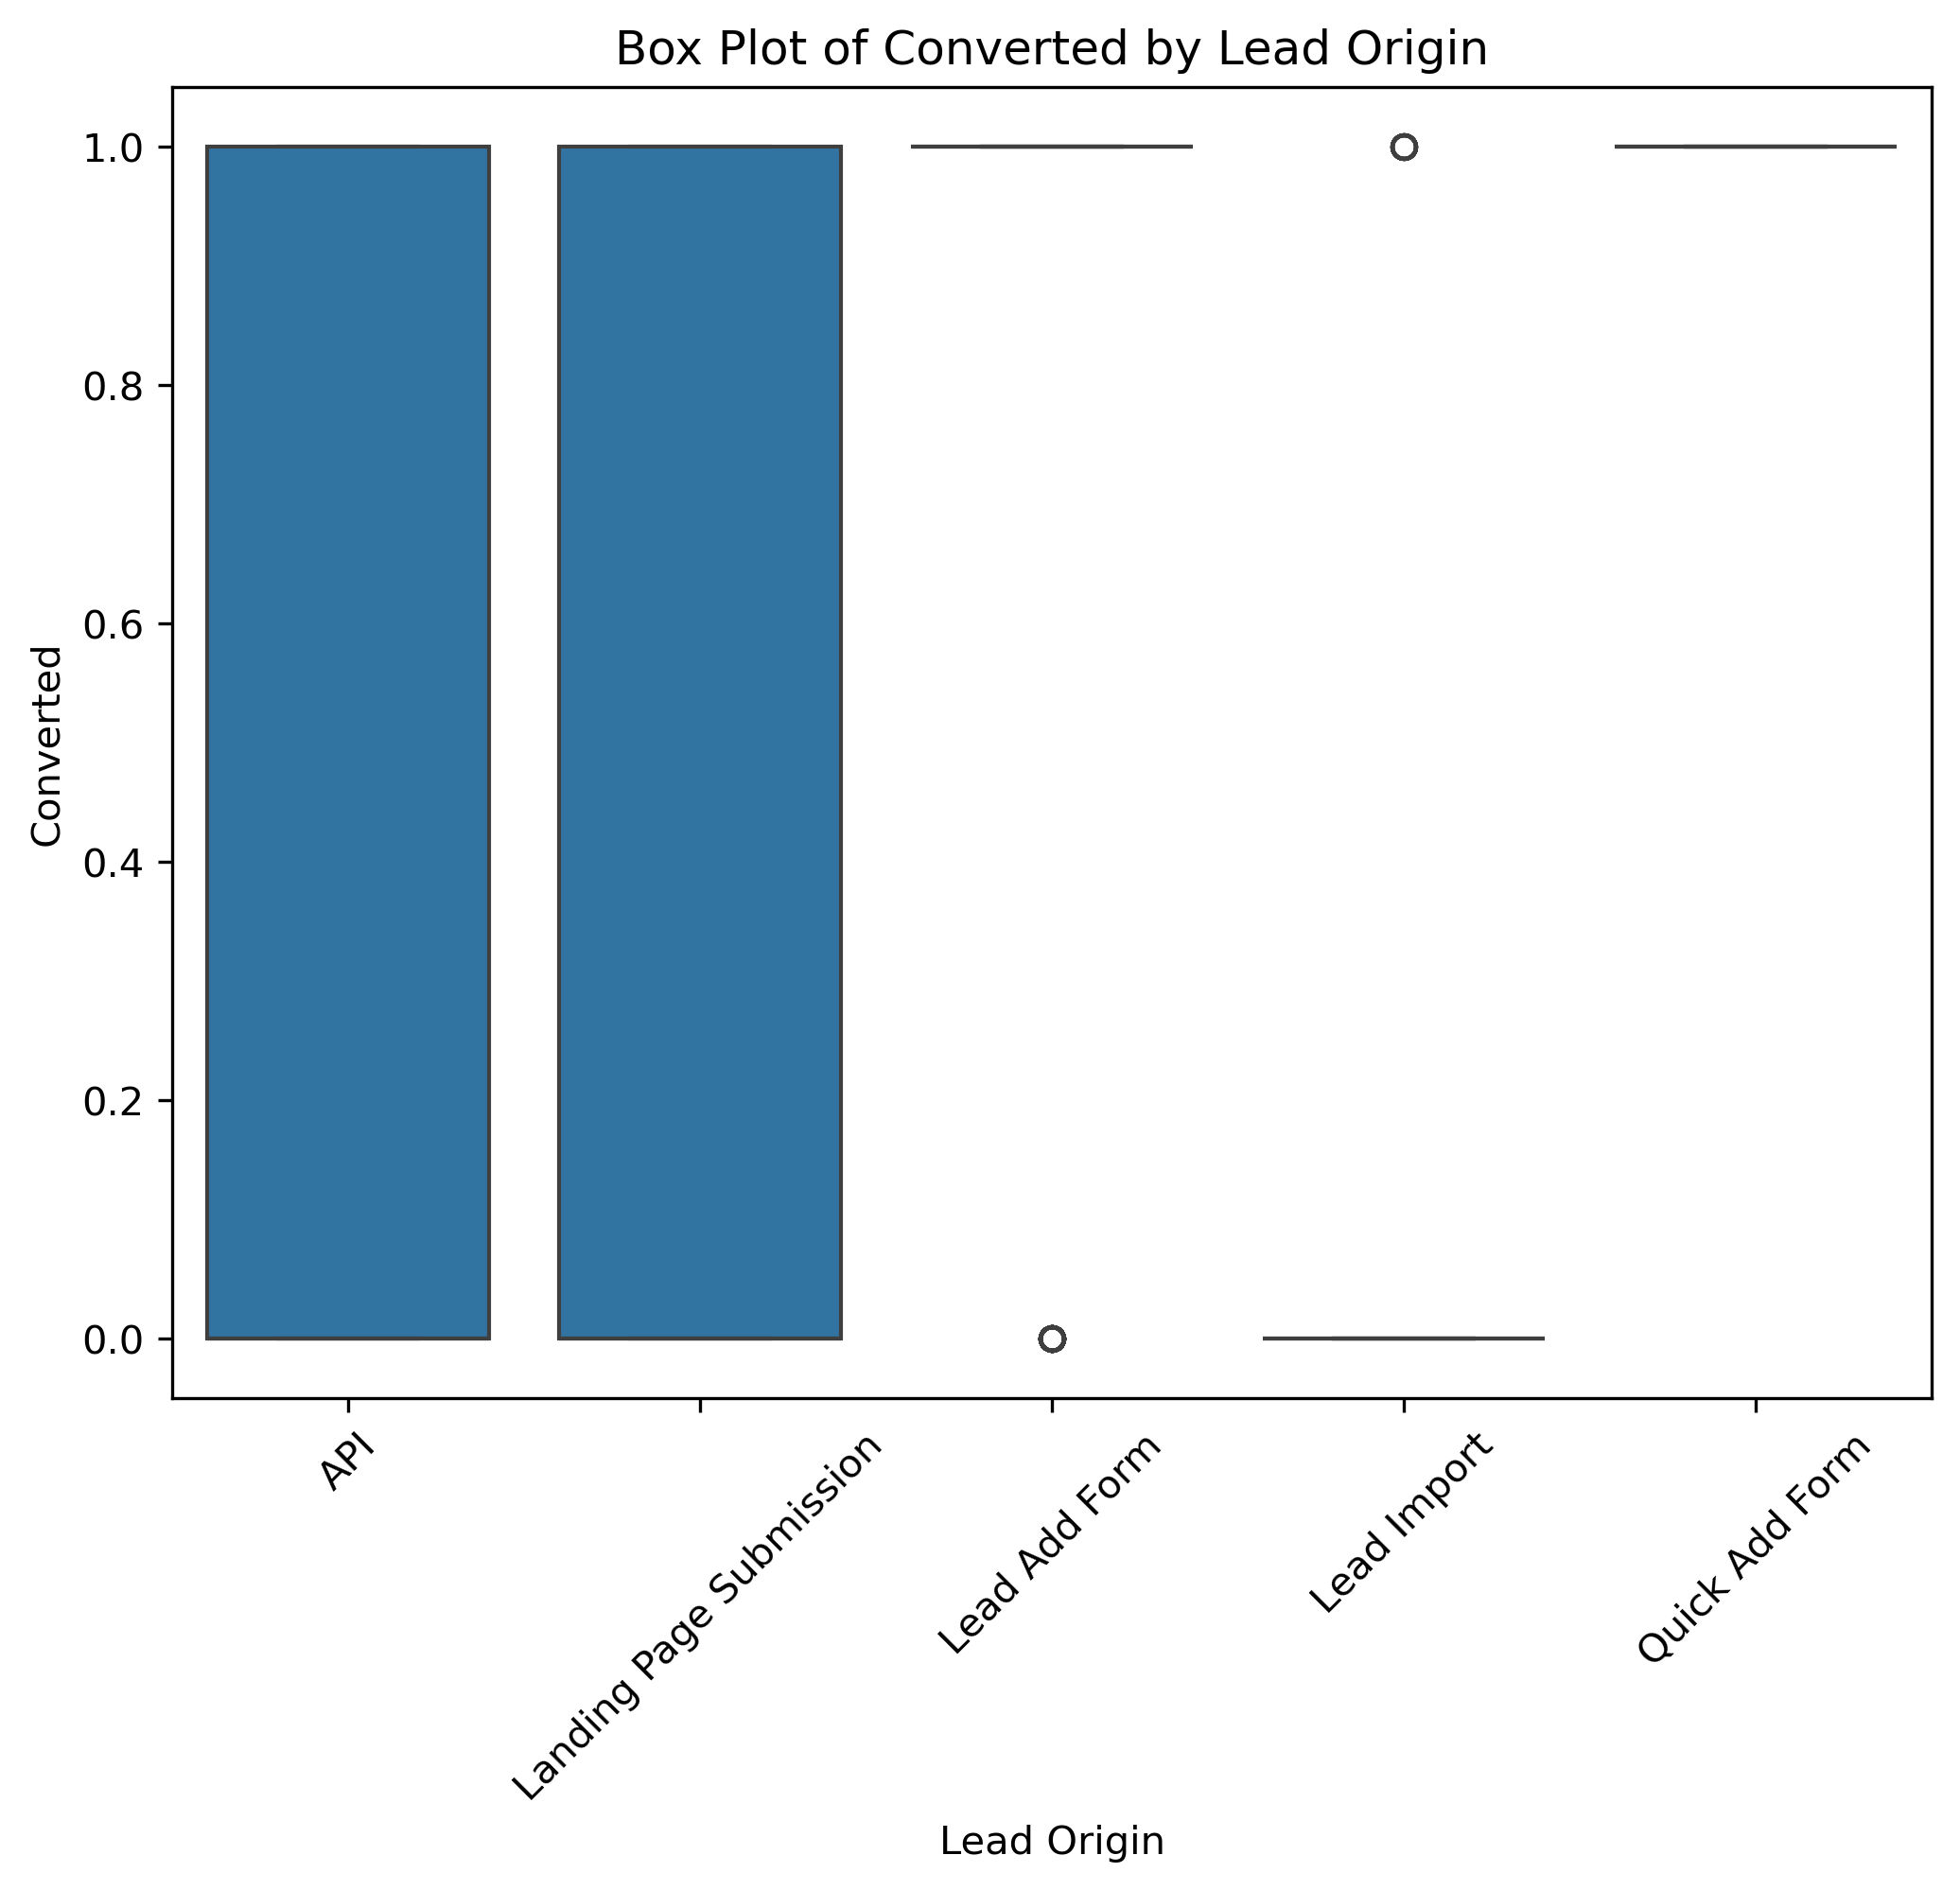 Box Plot of Converted by Lead Origin
1.0
0.8
0.6
0.4
0.2
0.0
Converted
API
Landing Page Submission
Lead Add Form
Lead Import
Quick Add Form
Lead Origin